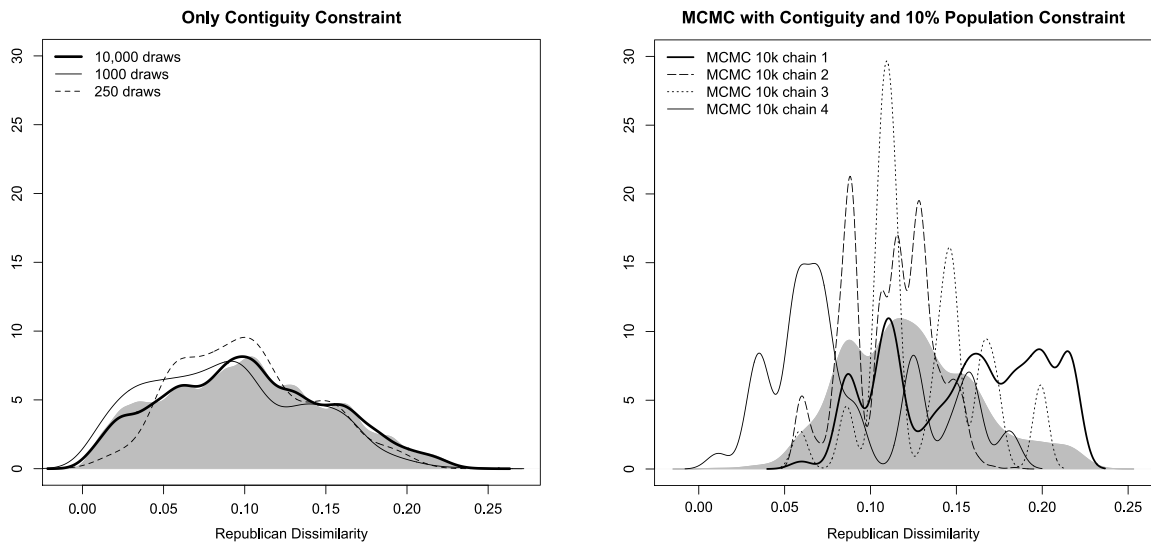 Only Contiguity Constraint
10,000 draws
1000 draws
250 draws
30
25
20
15
10
5
0
0.00 0.05 0.10 0.15 0.20 0.25
Republican Dissimilarity
MCMC with Contiguity and 10% Population Constraint
MCMC 10k chain 1
MCMC 10k chain 2
MCMC 10k chain 3
MCMC 10k chain 4
30
25
20
15
10
5
0
0.00 0.05 0.10 0.15 0.20 0.25
Republican Dissimilarity